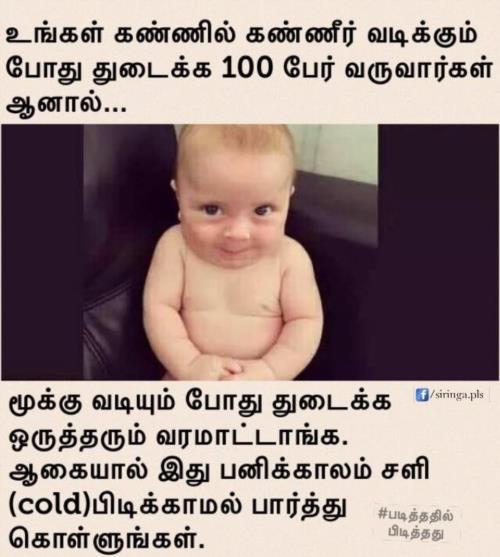 உங்கள் கண்ணில் கண்ணீர் வடிக்கும்
போது துடைக்க 100 பேர் வருவார்கள்
ஆனால்...
மூக்கு வடியும் போது துடைக்க
f/siringa.pls
ஒருத்தரும் வரமாட்டாங்க.
ஆகையால் இது பனிக்காலம் சளி
(cold)பிடிக்காமல் பார்த்து
கொள்ளுங்கள்.
#படித்ததில்
பிடித்தது